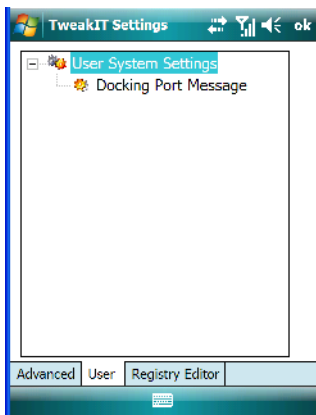 TweakIT Settings ok
User System Settings
Docking Port Message
Advanced User Registry Editor